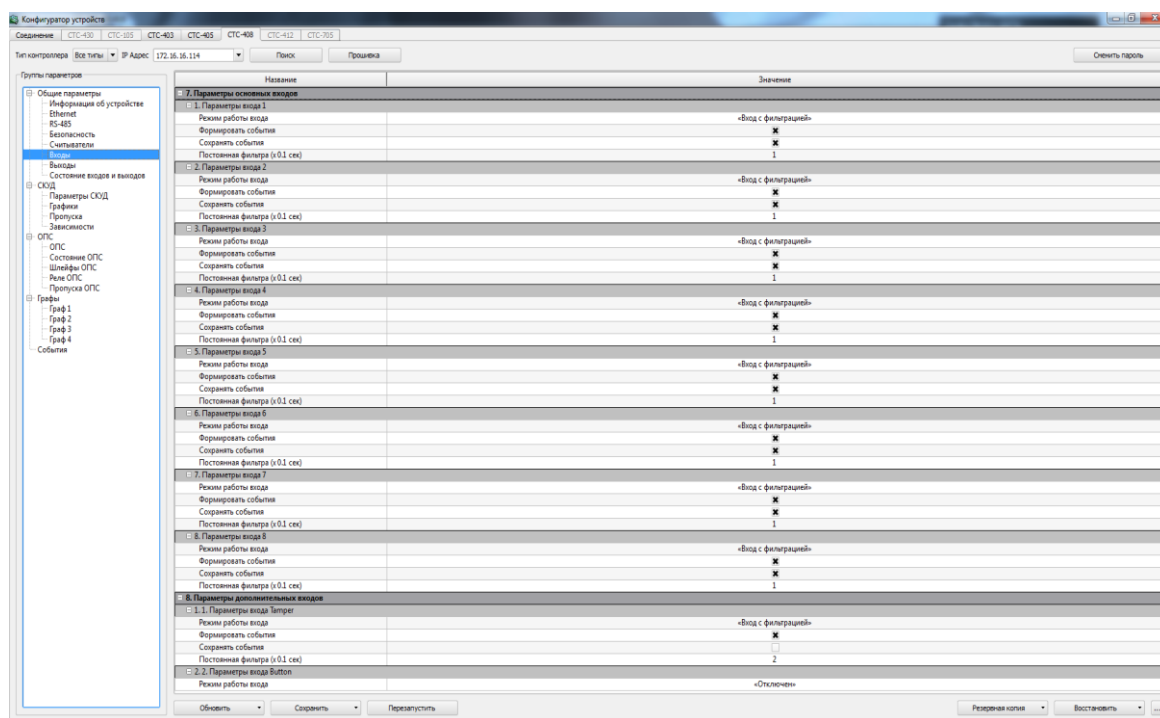 Конфигуратор устройств
Соединение СТС-430 СТС-105 СТС-403 СТС-405 СТС-408 СТС-412 СТС-705
Тип контроллера Все типы IP Адрес 172.16.16.114 Поиск Прошивка Сменить пароль
Группы параметров
Общие параметры
Информация об устройстве
Ethernet
RS-485
Безопасность
Считыватели
Входы
Выходы
Состояние входов и выходов
СКУД
Параметры СКУД
Графики
Пропуска
Зависимости
ОПС
ОПС
Состояние ОПС
Шлейфы ОПС
Реле ОПС
Пропуска ОПС
Графы
Граф 1
Граф 2
Граф 3
Граф 4
События
Название Значение
7. Параметры основных входов
1. Параметры входа 1
Режим работы входа «Вход с фильтрацией»
Формировать события
Сохранять события
Постоянная фильтра (x 0.1 сек) 1
2. Параметры входа 2
Режим работы входа «Вход с фильтрацией»
Формировать события
Сохранять события
Постоянная фильтра (x 0.1 сек) 1
3. Параметры входа 3
Режим работы входа «Вход с фильтрацией»
Формировать события
Сохранять события
Постоянная фильтра (x 0.1 сек) 1
4. Параметры входа 4
Режим работы входа «Вход с фильтрацией»
Формировать события
Сохранять события
Постоянная фильтра (x 0.1 сек) 1
5. Параметры входа 5
Режим работы входа «Вход с фильтрацией»
Формировать события
Сохранять события
Постоянная фильтра (x 0.1 сек) 1
6. Параметры входа 6
Режим работы входа «Вход с фильтрацией»
Формировать события
Сохранять события
Постоянная фильтра (x 0.1 сек) 1
7. Параметры входа 7
Режим работы входа «Вход с фильтрацией»
Формировать события
Сохранять события
Постоянная фильтра (x 0.1 сек) 1
8. Параметры входа 8
Режим работы входа «Вход с фильтрацией»
Формировать события
Сохранять события
Постоянная фильтра (x 0.1 сек) 1
8. Параметры дополнительных входов
1. 1. Параметры входа Tamper
Режим работы входа «Вход с фильтрацией»
Формировать события
Сохранять события
Постоянная фильтра (x 0.1 сек) 2
2. 2. Параметры входа Button
Режим работы входа «Отключен»
Обновить Сохранить Перезапустить Резервная копия Восстановить ...